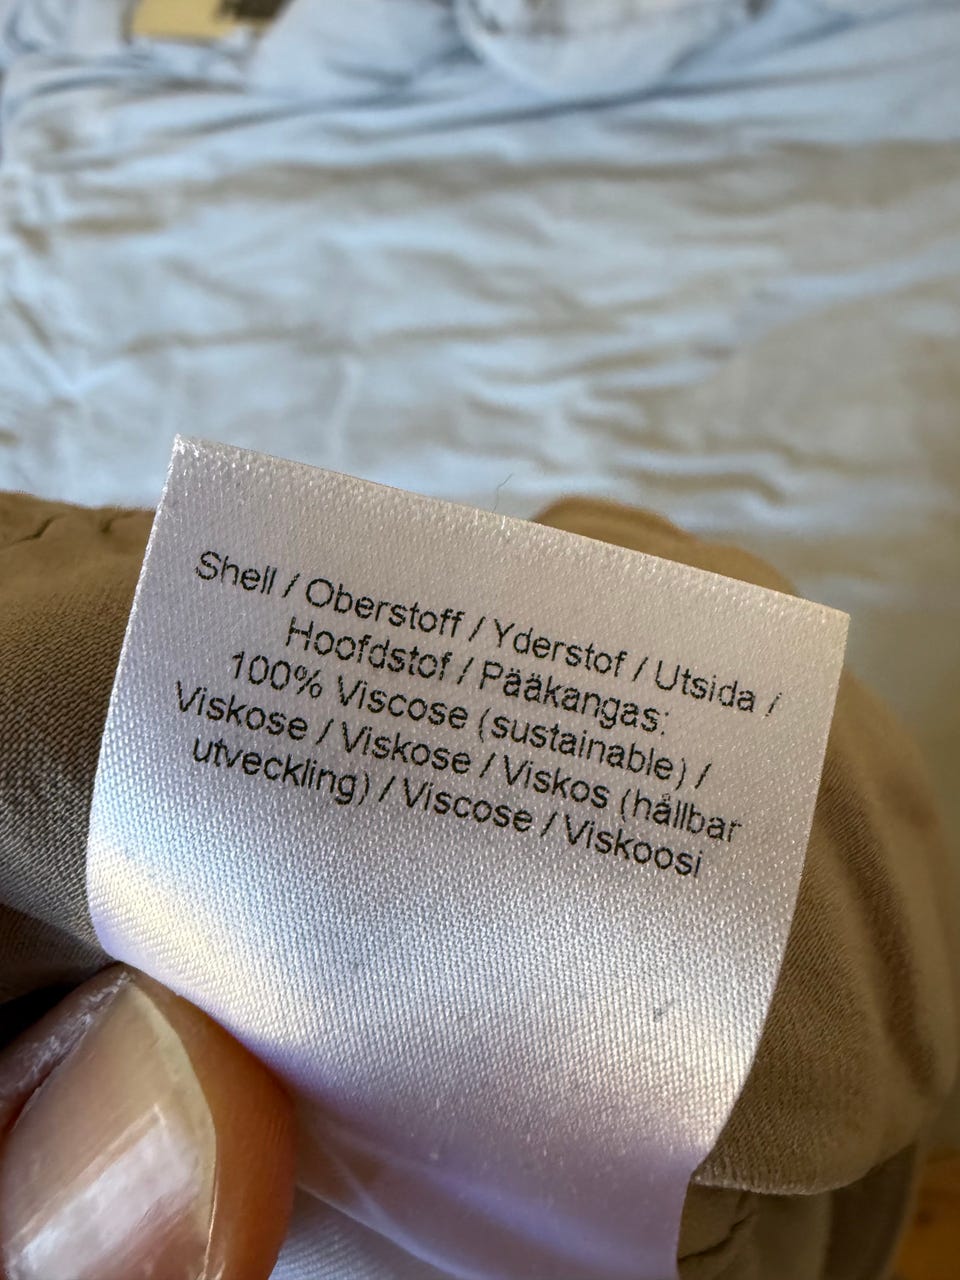 Shell / Oberstoff / Yderstof / Utsida /
Hoofdstof / Pääkangas:
100% Viscose (sustainable) /
Viskose / Viskose / Viskos (hållbar
utveckling) / Viscose / Viskoosi